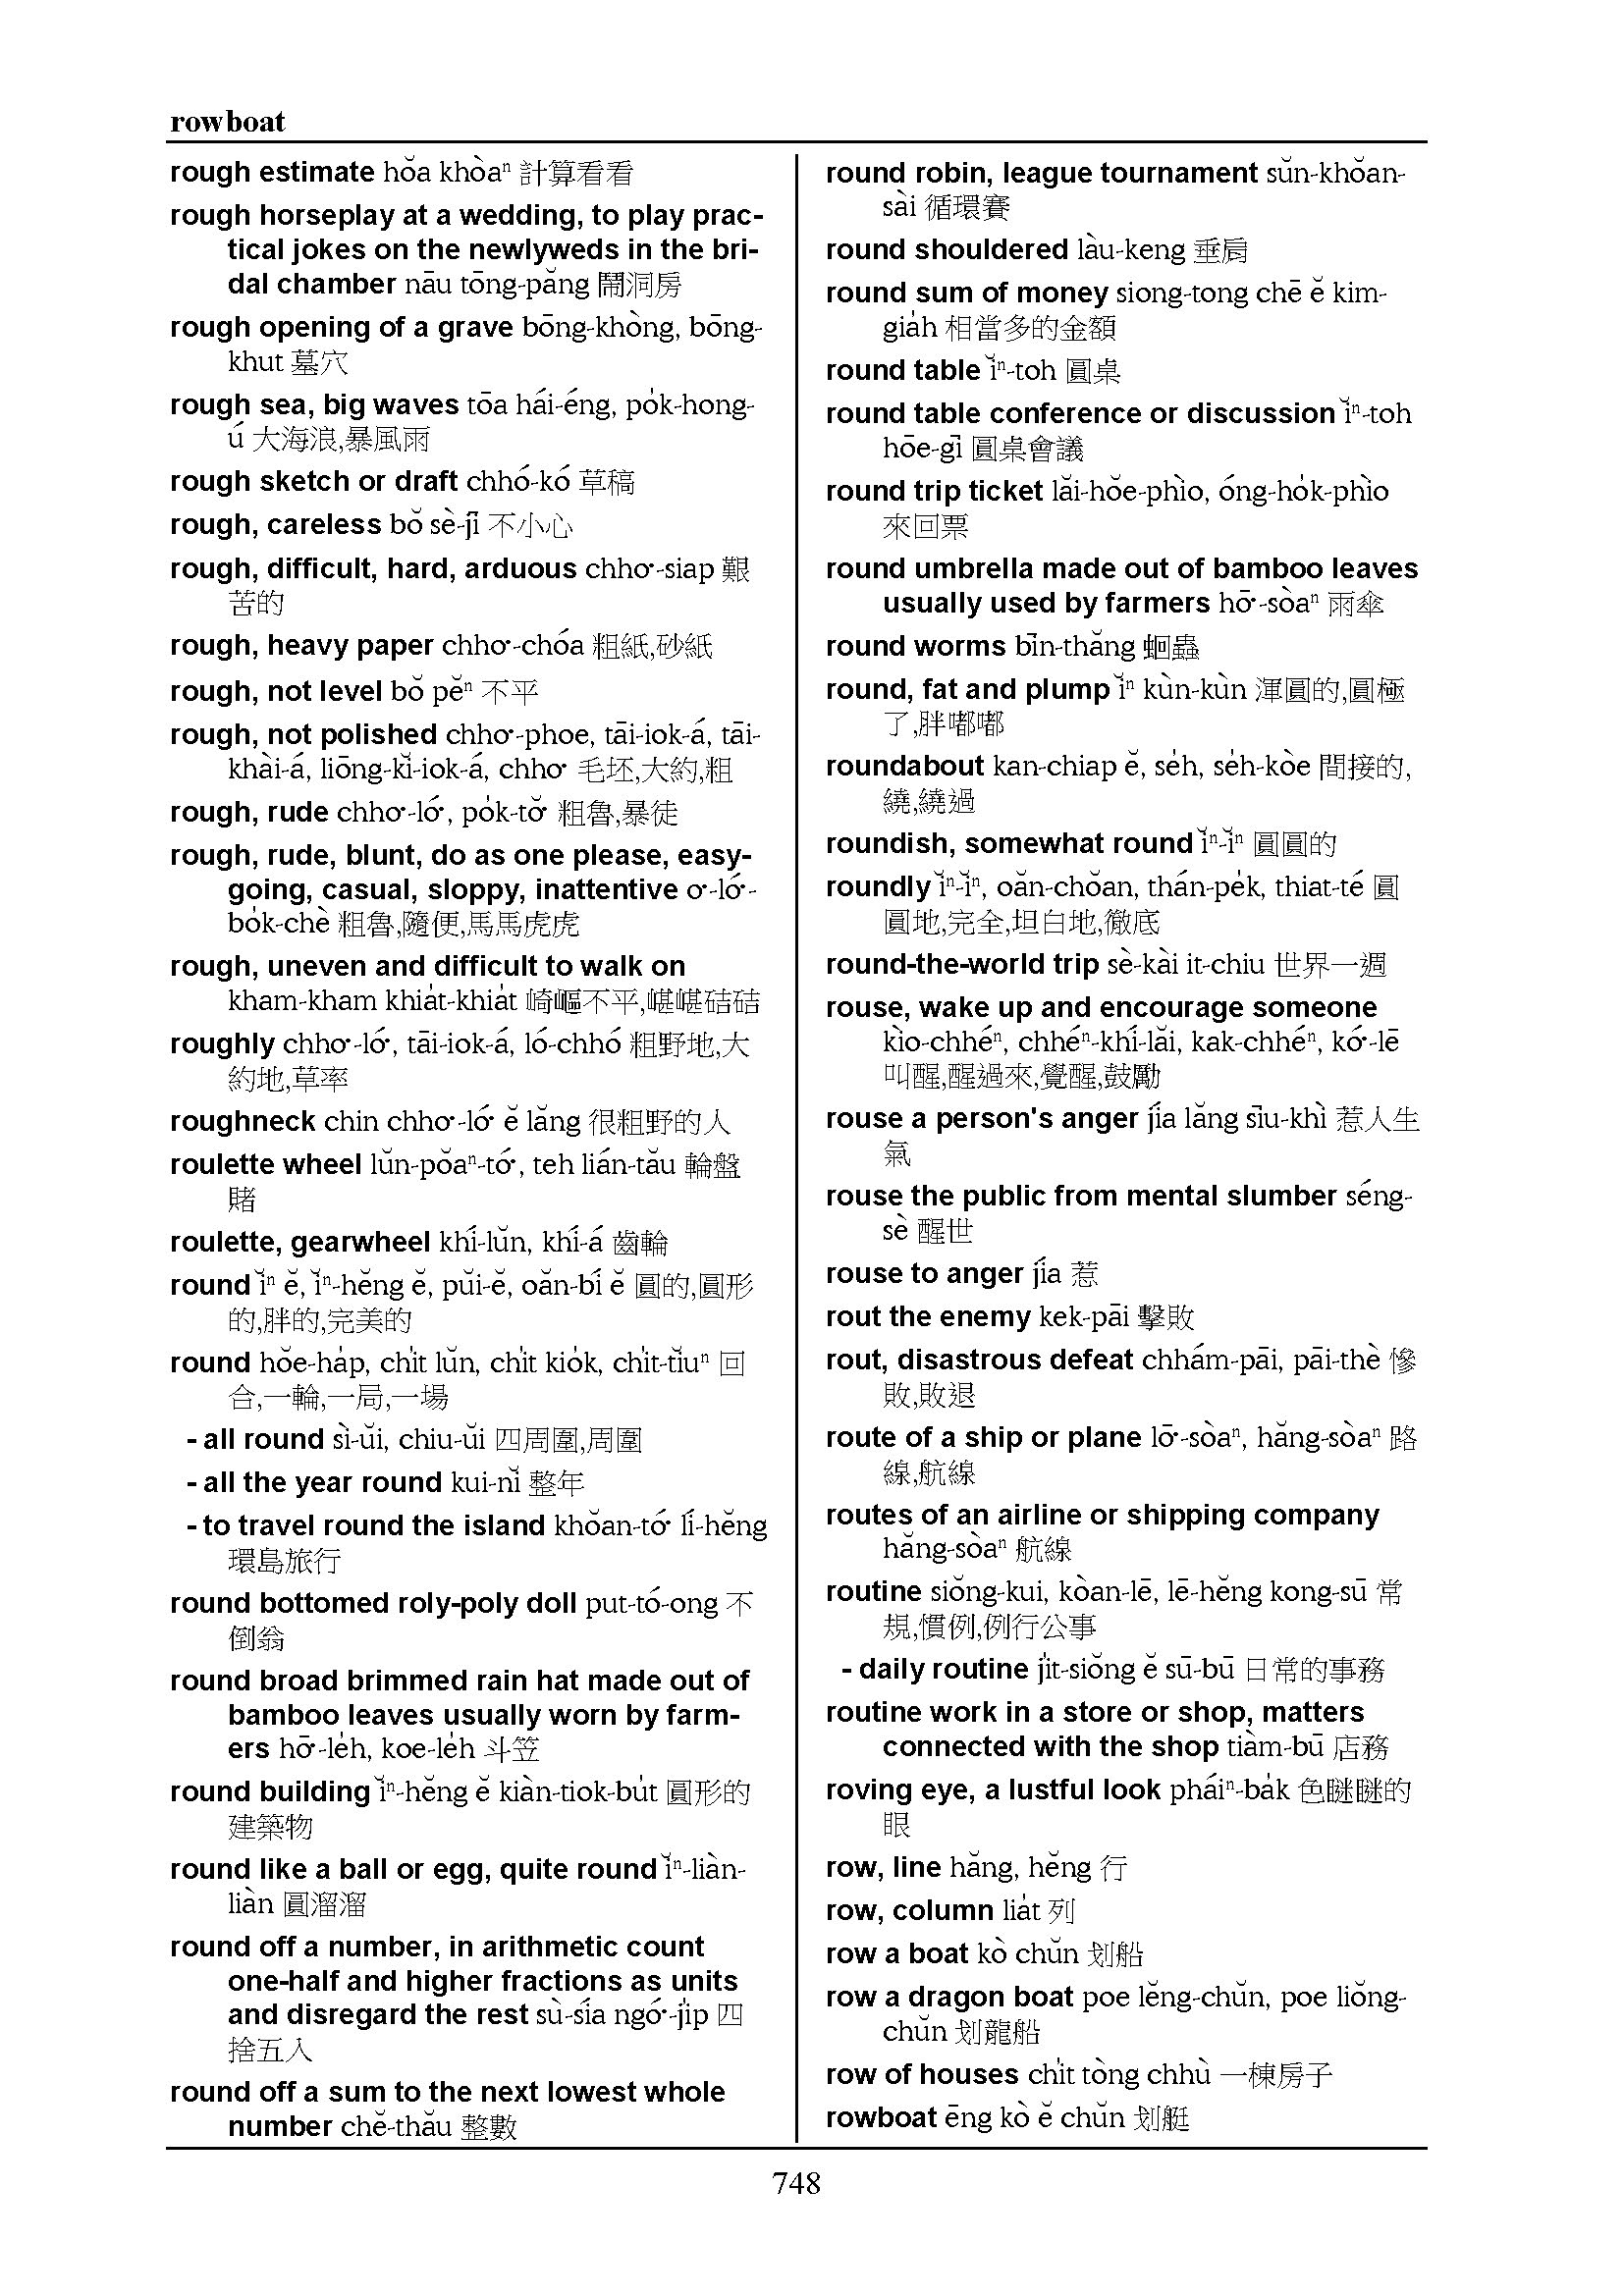 rowboat
rough estimate hŏa khòaⁿ 計算看看
rough horseplay at a wedding, to play prac-
tical jokes on the newlyweds in the bri-
dal chamber nāu tōng-păng 鬧洞房
rough opening of a grave bōng-khòng, bōng-
khut 墓穴
rough sea, big waves tōa hái-éng, po̍k-hong-
ú 大海浪,暴風雨
rough sketch or draft chhó-kó 草稿
rough, careless bŏ sè-jī 不小心
rough, difficult, hard, arduous chho͘-siap 艱
苦的
rough, heavy paper chho͘-chóa 粗紙,砂紙
rough, not level bŏ pĕⁿ 不平
rough, not polished chho͘-phoe, tāi-iok-á, tāi-
khài-á, liōng-kĭ-iok-á, chho͘ 毛坯,大約,粗
rough, rude chho͘-ló͘, po̍k-tŏ͘ 粗魯,暴徒
rough, rude, blunt, do as one please, easy-
going, casual, sloppy, inattentive o͘-ló͘-
bo̍k-chè 粗魯,隨便,馬馬虎虎
rough, uneven and difficult to walk on
kham-kham khia̍t-khia̍t 崎嶇不平,嵁嵁硈硈
roughly chho͘-ló͘, tāi-iok-á, ló-chhó 粗野地,大
約地,草率
roughneck chin chho͘-ló͘ ĕ lăng 很粗野的人
roulette wheel lŭn-pŏaⁿ-tó͘, teh lián-tău 輪盤
賭
roulette, gearwheel khí-lŭn, khí-á 齒輪
round ĭⁿ ĕ, ĭⁿ-hĕng ĕ, pŭi-ĕ, oăn-bí ĕ 圓的,圓形
的,胖的,完美的
round hŏe-ha̍p, chi̍t lŭn, chi̍t kio̍k, chi̍t-tĭuⁿ 回
合,一輪,一局,一場
- all round sì-ŭi, chiu-ŭi 四周圍,周圍
- all the year round kui-nĭ 整年
- to travel round the island khŏan-tó͘ lí-hĕng
環島旅行
round bottomed roly-poly doll put-tó-ong 不
倒翁
round broad brimmed rain hat made out of
bamboo leaves usually worn by farm-
ers hō͘-le̍h, koe-le̍h 斗笠
round building ĭⁿ-hĕng ĕ kiàn-tiok-bu̍t 圓形的
建築物
round like a ball or egg, quite round ĭⁿ-liàn-
liàn 圓溜溜
round off a number, in arithmetic count
one-half and higher fractions as units
and disregard the rest sù-sía ngó͘-ji̍p 四
捨五入
round off a sum to the next lowest whole
number chĕ-thău 整數
round robin, league tournament sŭn-khŏan-
sài 循環賽
round shouldered làu-keng 垂肩
round sum of money siong-tong chē ĕ kim-
gia̍h 相當多的金額
round table ĭⁿ-toh 圓桌
round table conference or discussion ĭⁿ-toh
hōe-gī 圓桌會議
round trip ticket lăi-hŏe-phìo, óng-ho̍k-phìo
來回票
round umbrella made out of bamboo leaves
usually used by farmers hō͘-sòaⁿ 雨傘
round worms bīn-thăng 蛔蟲
round, fat and plump ĭⁿ kùn-kùn 渾圓的,圓極
了,胖嘟嘟
roundabout kan-chiap ĕ, se̍h, se̍h-kòe 間接的,
繞,繞過
roundish, somewhat round ĭⁿ-ĭⁿ 圓圓的
roundly ĭⁿ-ĭⁿ, oăn-chŏan, thán-pe̍k, thiat-té 圓
圓地,完全,坦白地,徹底
round-the-world trip sè-kài it-chiu 世界一週
rouse, wake up and encourage someone
kìo-chhéⁿ, chhéⁿ-khí-lăi, kak-chhéⁿ, kó͘-lē
叫醒,醒過來,覺醒,鼓勵
rouse a person's anger jía lăng sīu-khì 惹人生
氣
rouse the public from mental slumber séng-
sè 醒世
rouse to anger jía 惹
rout the enemy kek-pāi 擊敗
rout, disastrous defeat chhám-pāi, pāi-thè 慘
敗,敗退
route of a ship or plane lō͘-sòaⁿ, hăng-sòaⁿ 路
線,航線
routes of an airline or shipping company
hăng-sòaⁿ 航線
routine siŏng-kui, kòan-lē, lē-hĕng kong-sū 常
規,慣例,例行公事
- daily routine ji̍t-siŏng ĕ sū-bū 日常的事務
routine work in a store or shop, matters
connected with the shop tiàm-bū 店務
roving eye, a lustful look pháiⁿ-ba̍k 色瞇瞇的
眼
row, line hăng, hĕng 行
row, column lia̍t 列
row a boat kò chŭn 划船
row a dragon boat poe lĕng-chŭn, poe liŏng-
chŭn 划龍船
row of houses chi̍t tòng chhù 一棟房子
rowboat ēng kò ĕ chŭn 划艇
748